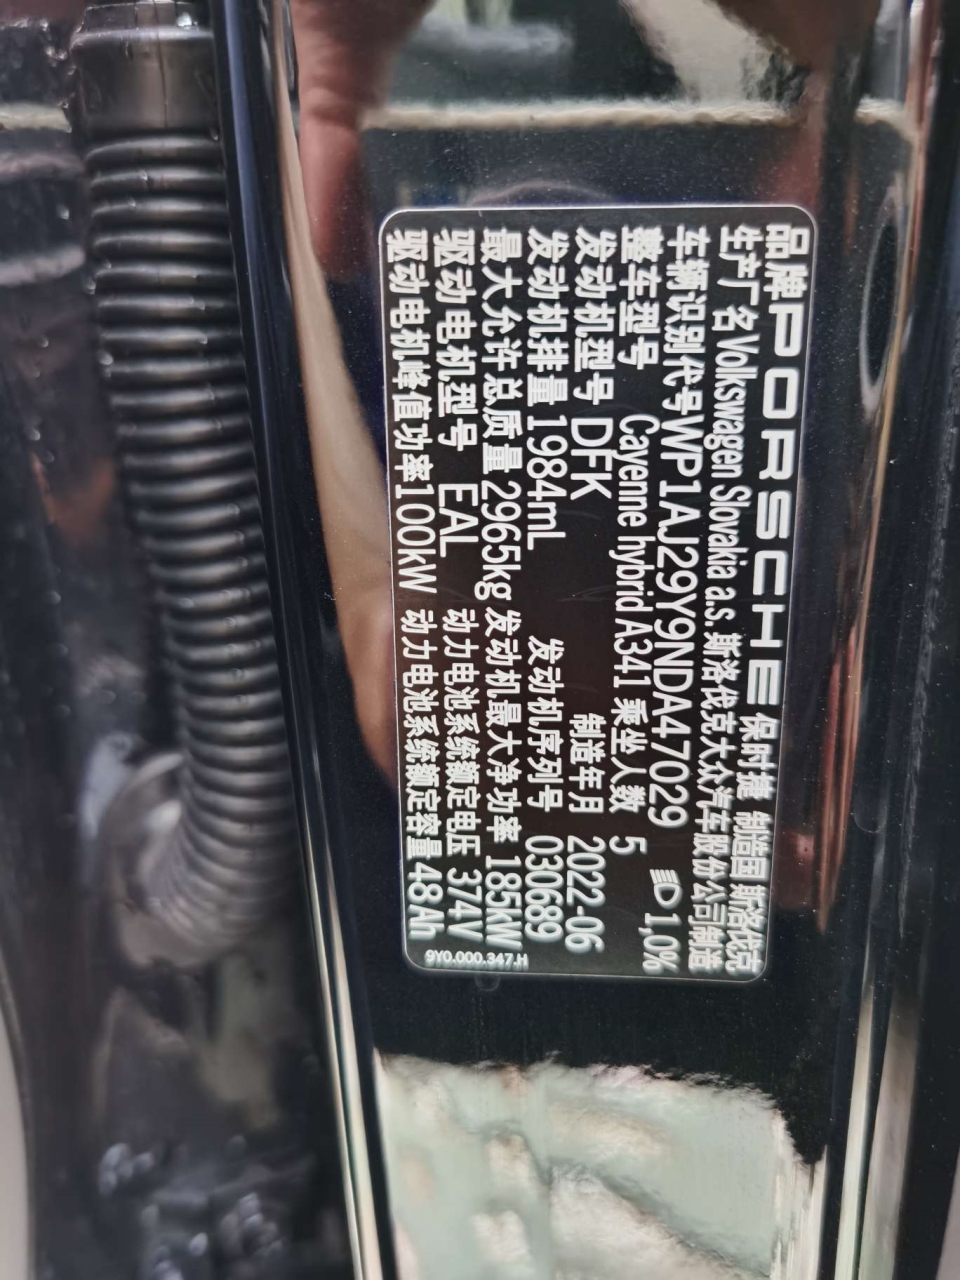 品牌 PORSCHE 保时捷 制造国 斯洛伐克
生产厂名 Volkswagen Slovakia a.s. 斯洛伐克大众汽车股份公司制造
车辆识别代号 WP1AJ29Y9NDA47029 1,0%
整车型号 Cayenne hybrid A341 乘坐人数 5
发动机型号 DFK 制造年月 2022-06
发动机排量 1984mL 发动机序列号 030689
最大允许总质量 2965kg 发动机最大净功率 185kW
驱动电机型号 EAL 动力电池系统额定电压 374V
驱动电机峰值功率 100kW 动力电池系统额定容量 48Ah
9Y0.000.347.H